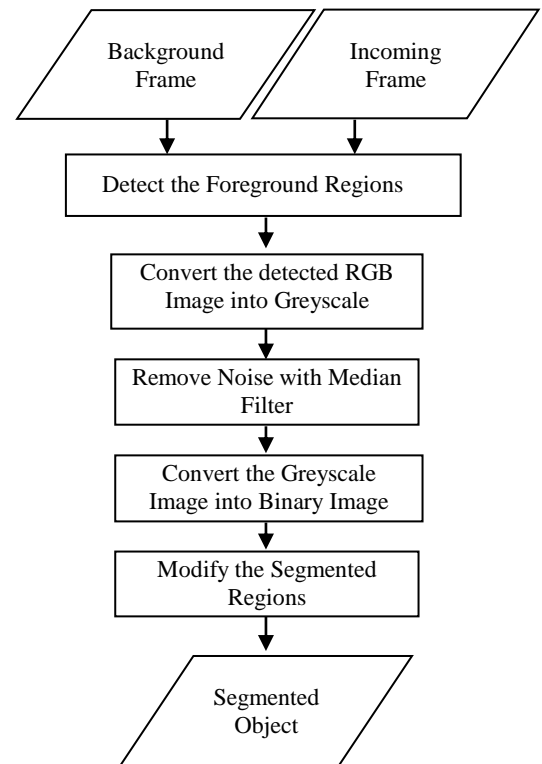 Background
Frame
Incoming
Frame
Detect the Foreground Regions
Convert the detected RGB
Image into Greyscale
Remove Noise with Median
Filter
Convert the Greyscale
Image into Binary Image
Modify the Segmented
Regions
Segmented
Object